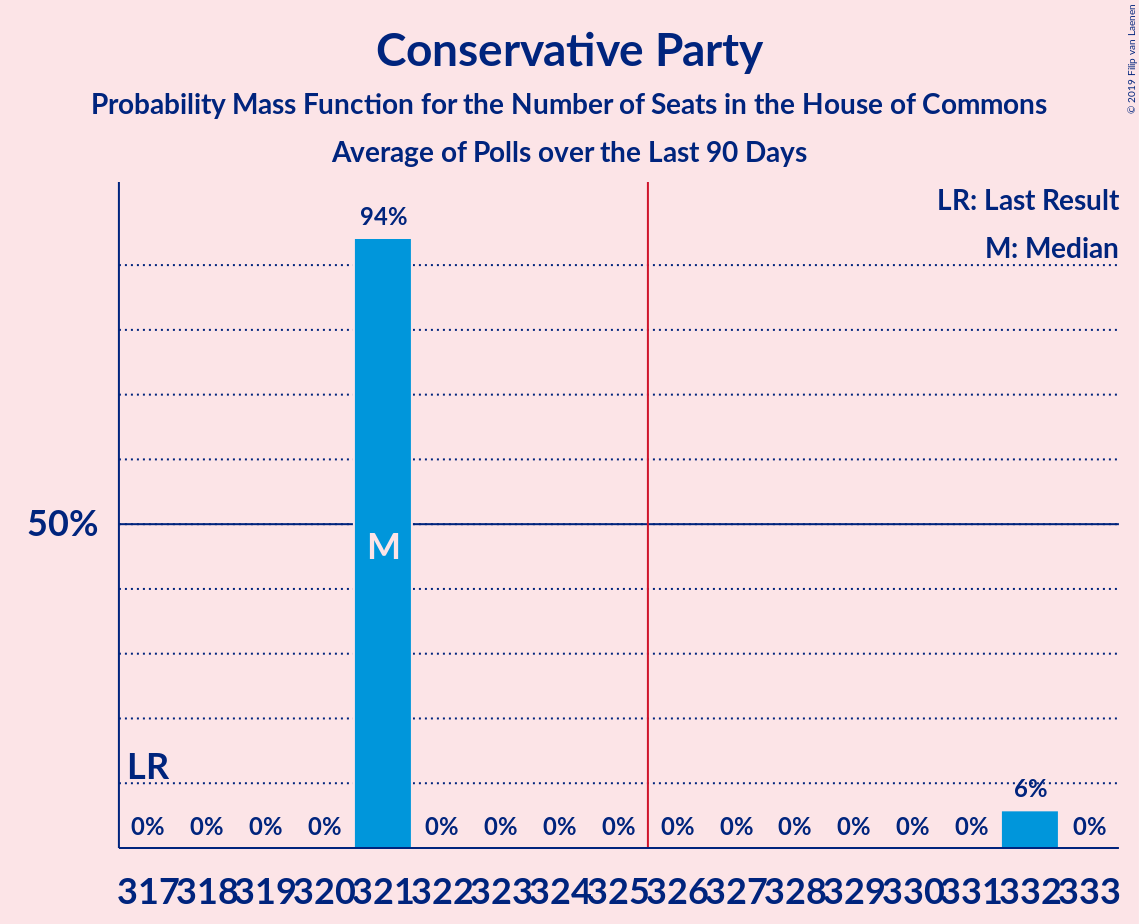 Conservative Party
Probability Mass Function for the Number of Seats in the House of Commons
Average of Polls over the Last 90 Days
© 2019 Filip van Laenen
LR: Last Result
M: Median
94%
50%
M
LR
6%
0% 0% 0% 0% 0% 0% 0% 0% 0% 0% 0% 0% 0% 0% 0%
317 318 319 320 321 322 323 324 325 326 327 328 329 330 331 332 333